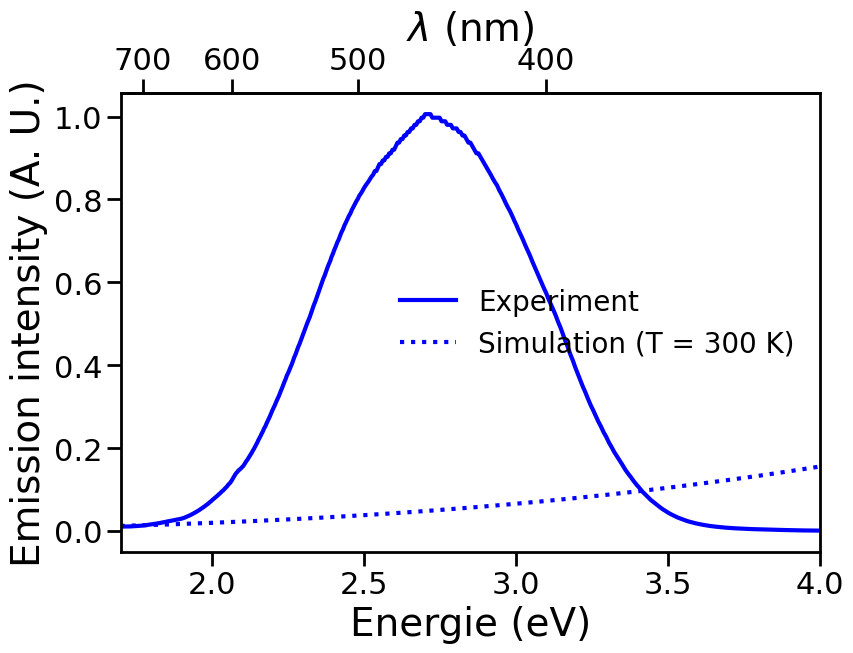 λ (nm)
700 600 500 400
Emission intensity (A. U.)
1.0
0.8
0.6
0.4
0.2
0.0
Experiment
Simulation (T = 300 K)
2.0 2.5 3.0 3.5 4.0
Energie (eV)